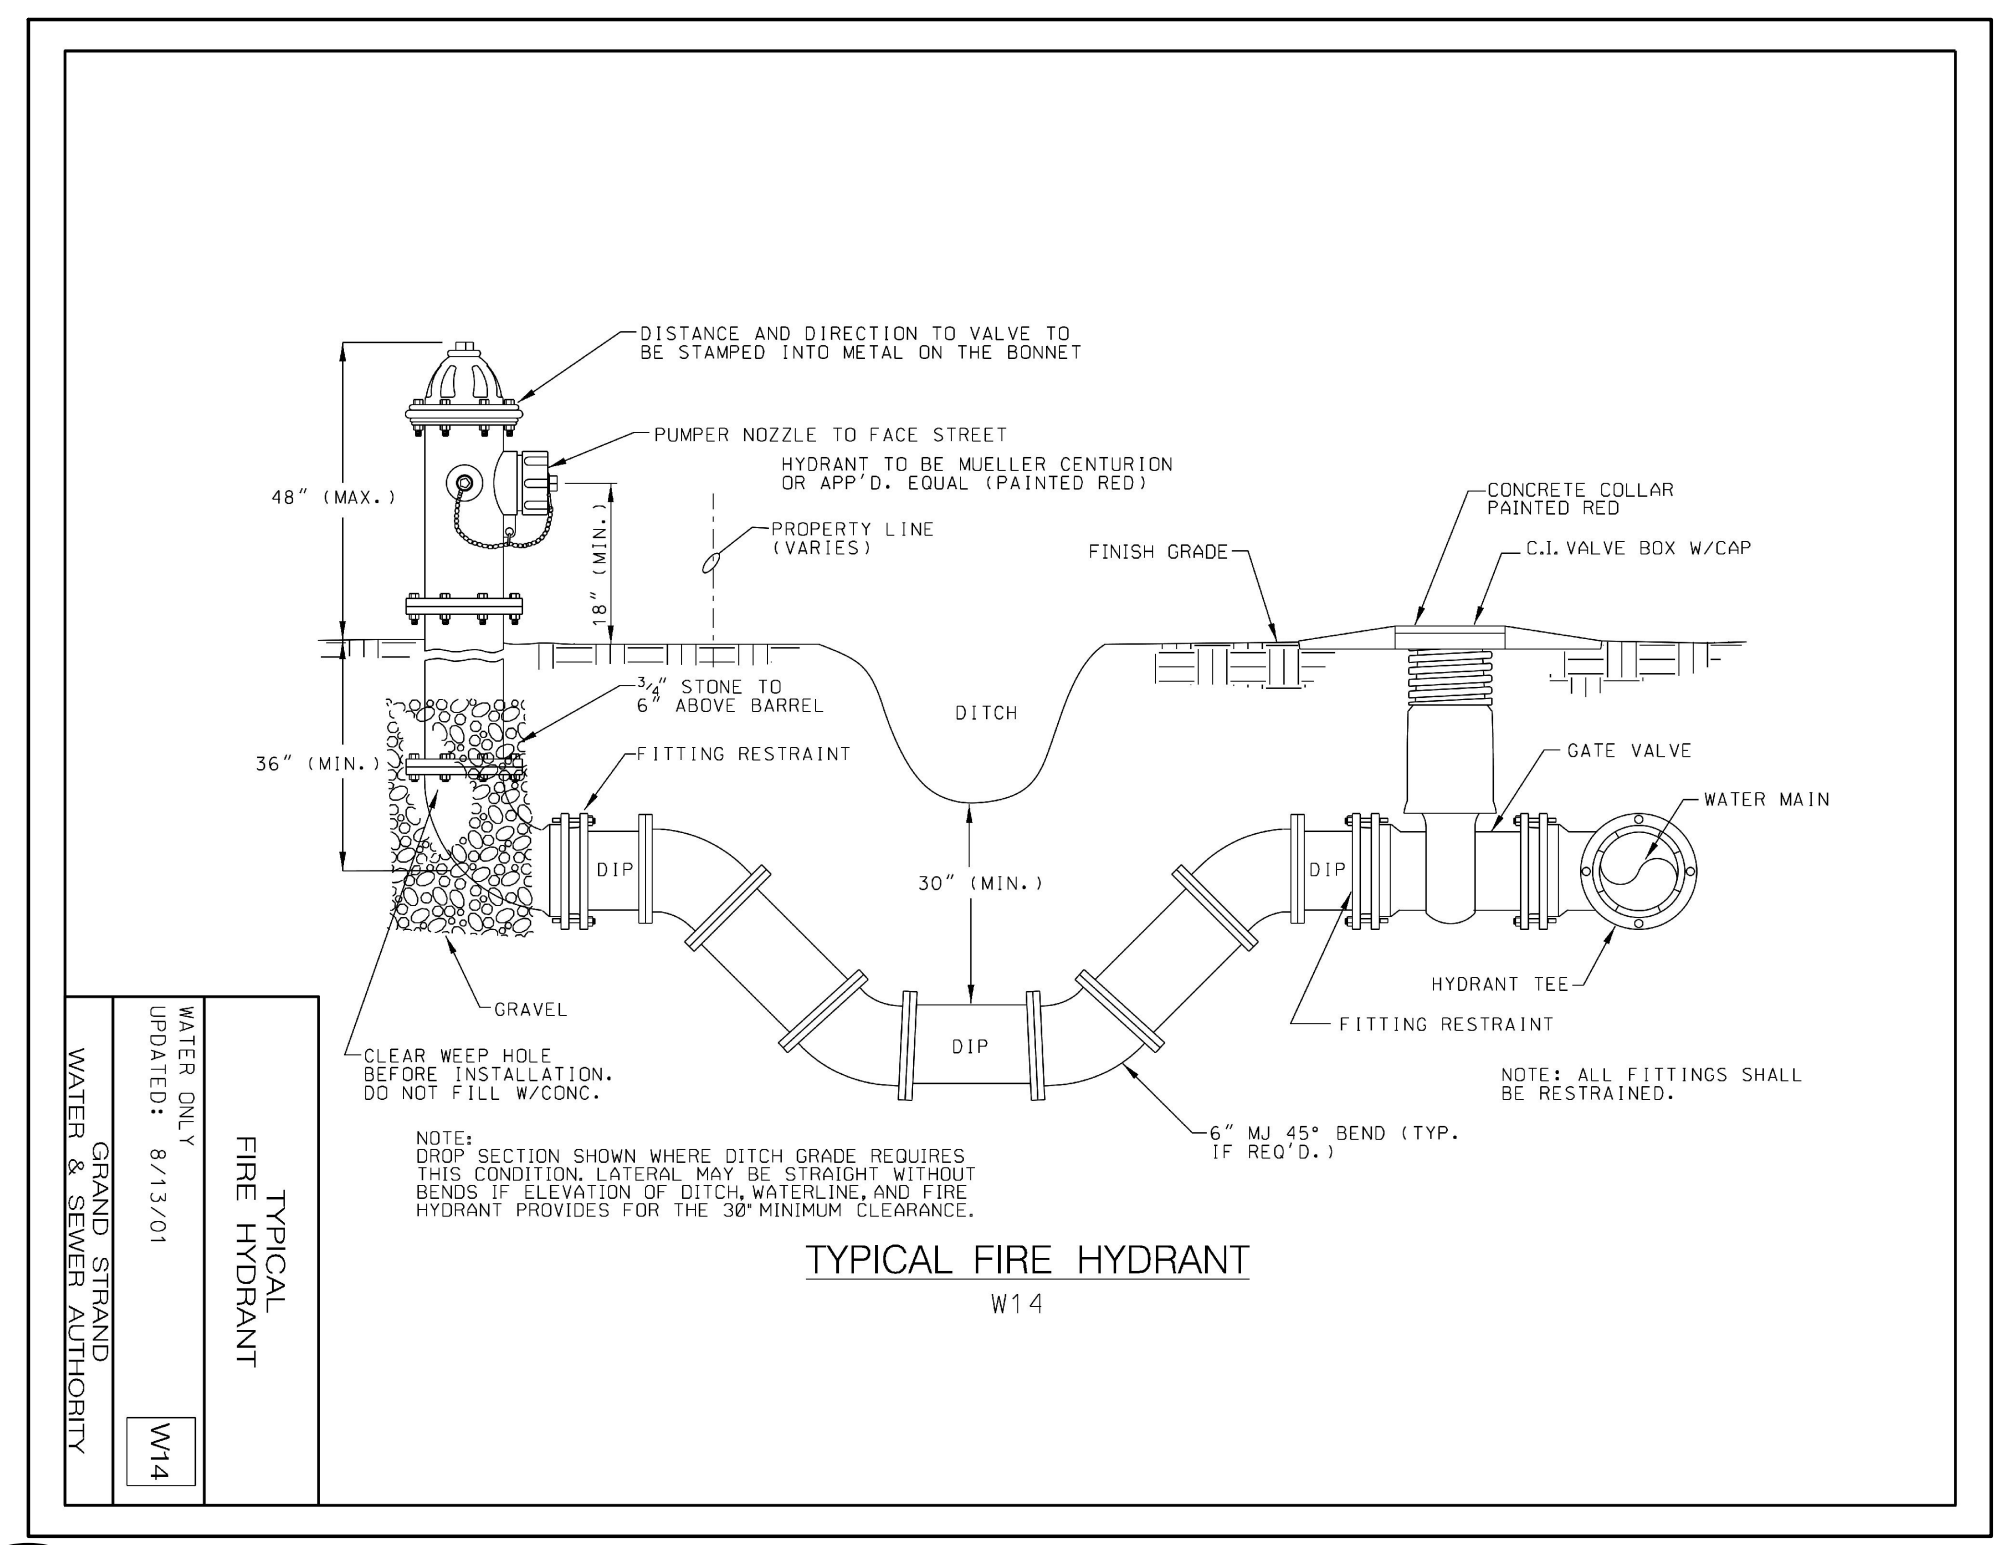 DISTANCE AND DIRECTION TO VALVE TO
BE STAMPED INTO METAL ON THE BONNET
PUMPER NOZZLE TO FACE STREET
HYDRANT TO BE MUELLER CENTURION
OR APP'D. EQUAL (PAINTED RED)
48" (MAX.)
18" (MIN.)
PROPERTY LINE
(VARIES)
FINISH GRADE
CONCRETE COLLAR
PAINTED RED
C.I. VALVE BOX W/CAP
3/4" STONE TO
6" ABOVE BARREL
DITCH
36" (MIN.)
FITTING RESTRAINT
GATE VALVE
WATER MAIN
DIP
30" (MIN.)
DIP
HYDRANT TEE
GRAVEL
FITTING RESTRAINT
DIP
CLEAR WEEP HOLE
BEFORE INSTALLATION.
DO NOT FILL W/CONC.
NOTE: ALL FITTINGS SHALL
BE RESTRAINED.
6" MJ 45° BEND (TYP.
IF REQ'D.)
NOTE:
DROP SECTION SHOWN WHERE DITCH GRADE REQUIRES
THIS CONDITION. LATERAL MAY BE STRAIGHT WITHOUT
BENDS IF ELEVATION OF DITCH, WATERLINE, AND FIRE
HYDRANT PROVIDES FOR THE 30" MINIMUM CLEARANCE.
TYPICAL FIRE HYDRANT
W14
TYPICAL
FIRE HYDRANT
WATER ONLY
UPDATED: 8/13/01
W14
GRAND STRAND
WATER & SEWER AUTHORITY